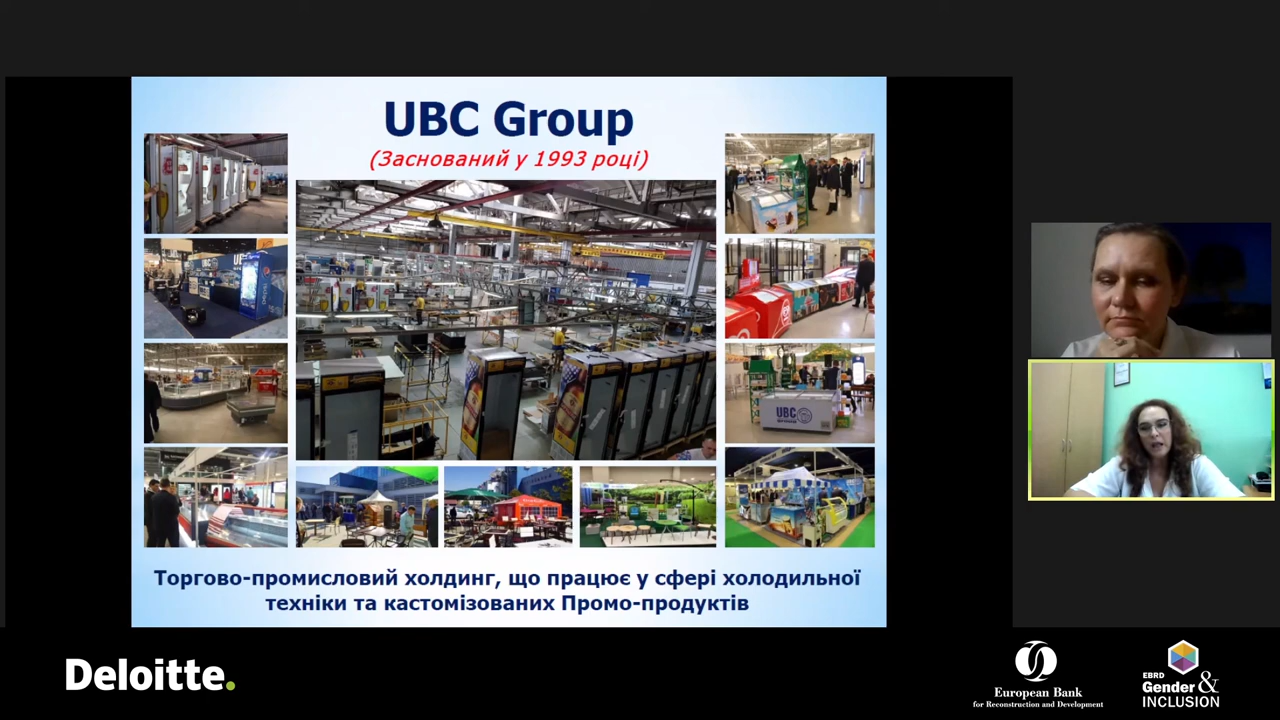 UBC Group
(Заснований у 1993 році)
UBC
Торгово-промисловий холдинг, що працює у сфері холодильної
техніки та кастомізованих Промо-продуктів
Deloitte.
European Bank
for Reconstruction and Development
EBRD
Gender &
INCLUSION